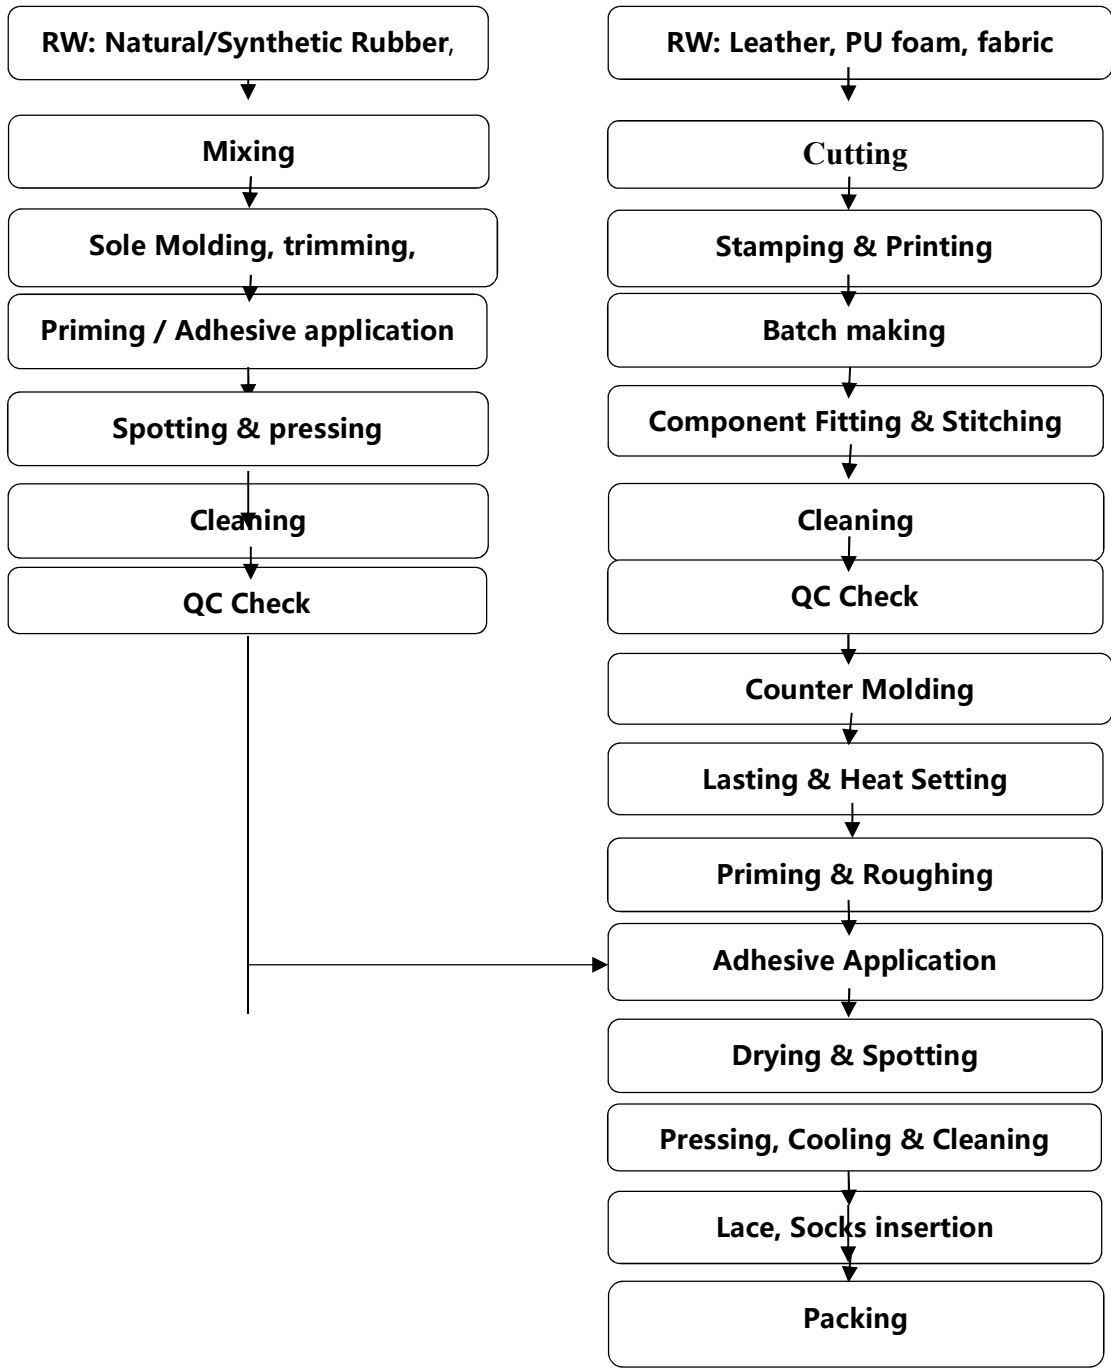 RW: Natural/Synthetic Rubber,
Mixing
Sole Molding, trimming,
Priming / Adhesive application
Spotting & pressing
Cleaning
QC Check
RW: Leather, PU foam, fabric
Cutting
Stamping & Printing
Batch making
Component Fitting & Stitching
Cleaning
QC Check
Counter Molding
Lasting & Heat Setting
Priming & Roughing
Adhesive Application
Drying & Spotting
Pressing, Cooling & Cleaning
Lace, Socks insertion
Packing